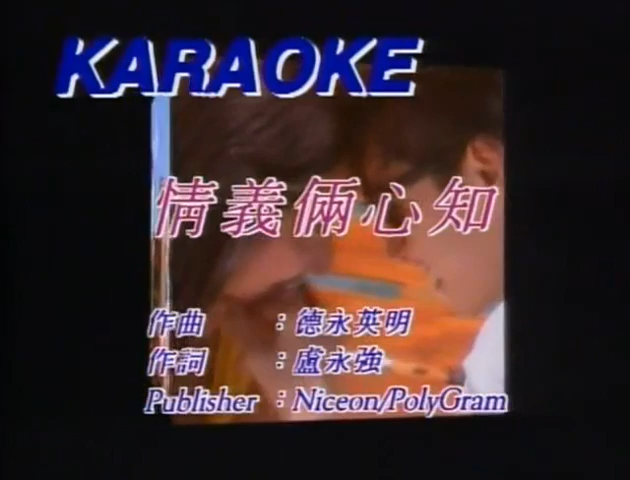 KARAOKE
情義倆心知
作曲 : 德永英明
作詞 : 盧永強
Publisher : Niceon/PolyGram